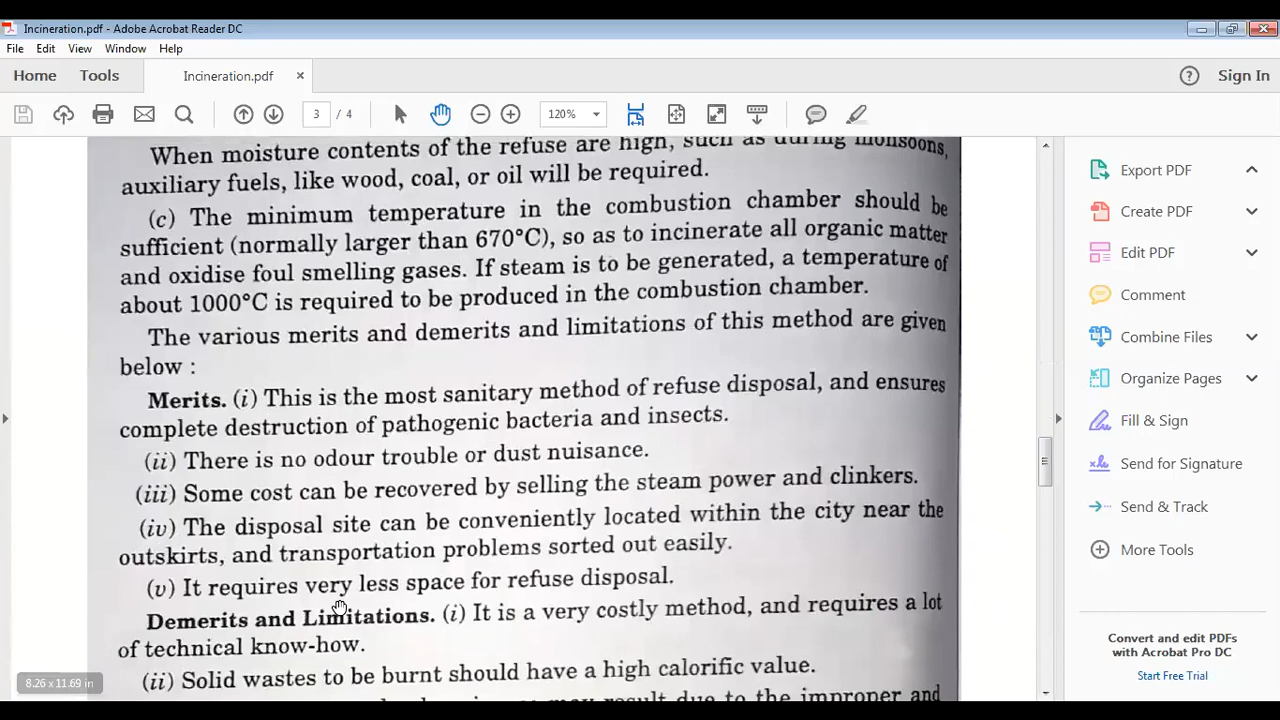 Incineration.pdf - Adobe Acrobat Reader DC
File Edit View Window Help
Home Tools Incineration.pdf × Sign In
3 / 4 120%
When moisture contents of the refuse are high, such as during monsoons,
auxiliary fuels, like wood, coal, or oil will be required.
(c) The minimum temperature in the combustion chamber should be
sufficient (normally larger than 670°C), so as to incinerate all organic matter
and oxidise foul smelling gases. If steam is to be generated, a temperature of
about 1000°C is required to be produced in the combustion chamber.
The various merits and demerits and limitations of this method are given
below :
Merits. (i) This is the most sanitary method of refuse disposal, and ensures
complete destruction of pathogenic bacteria and insects.
(ii) There is no odour trouble or dust nuisance.
(iii) Some cost can be recovered by selling the steam power and clinkers.
(iv) The disposal site can be conveniently located within the city near the
outskirts, and transportation problems sorted out easily.
(v) It requires very less space for refuse disposal.
Demerits and Limitations. (i) It is a very costly method, and requires a lot
of technical know-how.
(ii) Solid wastes to be burnt should have a high calorific value.
may result due to the improper and
8.26 x 11.69 in
Export PDF
Create PDF
Edit PDF
Comment
Combine Files
Organize Pages
Fill & Sign
Send for Signature
Send & Track
More Tools
Convert and edit PDFs
with Acrobat Pro DC
Start Free Trial